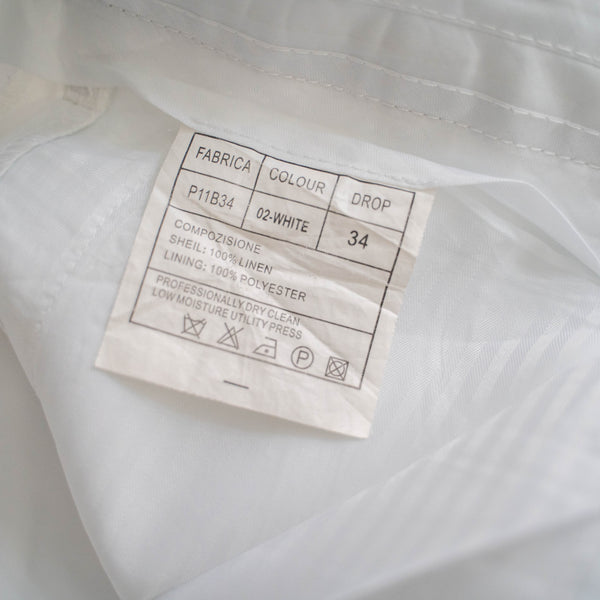 FABRICA COLOUR DROP
P11B34 02-WHITE 34
COMPOZISIONE
SHEIL: 100% LINEN
LINING: 100% POLYESTER
PROFESSIONALLY DRY CLEAN
LOW MOISTURE UTILITY PRESS
P